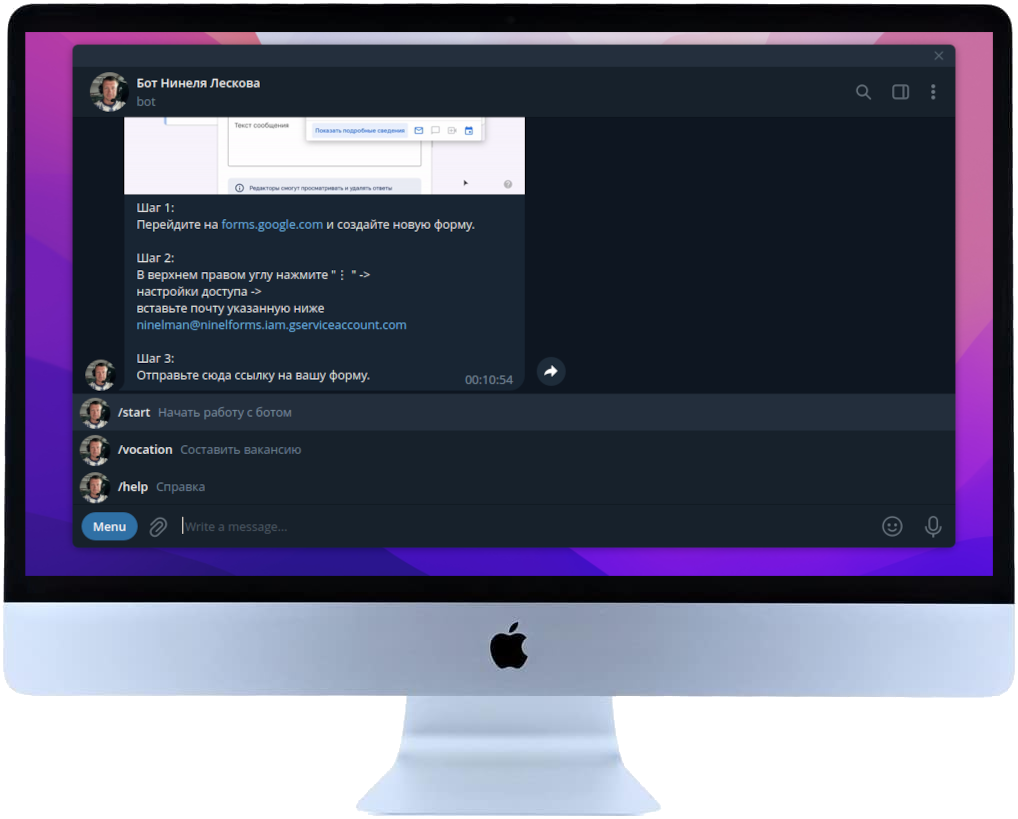 Бот Нинеля Лескова
bot
Текст сообщения
Показать подробные сведения
Редакторы смогут просматривать и удалять ответы
Шаг 1:
Перейдите на forms.google.com и создайте новую форму.
Шаг 2:
В верхнем правом углу нажмите " ⋮ " ->
настройки доступа ->
вставьте почту указанную ниже
ninelman@ninelforms.iam.gserviceaccount.com
Шаг 3:
Отправьте сюда ссылку на вашу форму.
00:10:54
/start Начать работу с ботом
/vocation Составить вакансию
/help Справка
Menu Write a message...